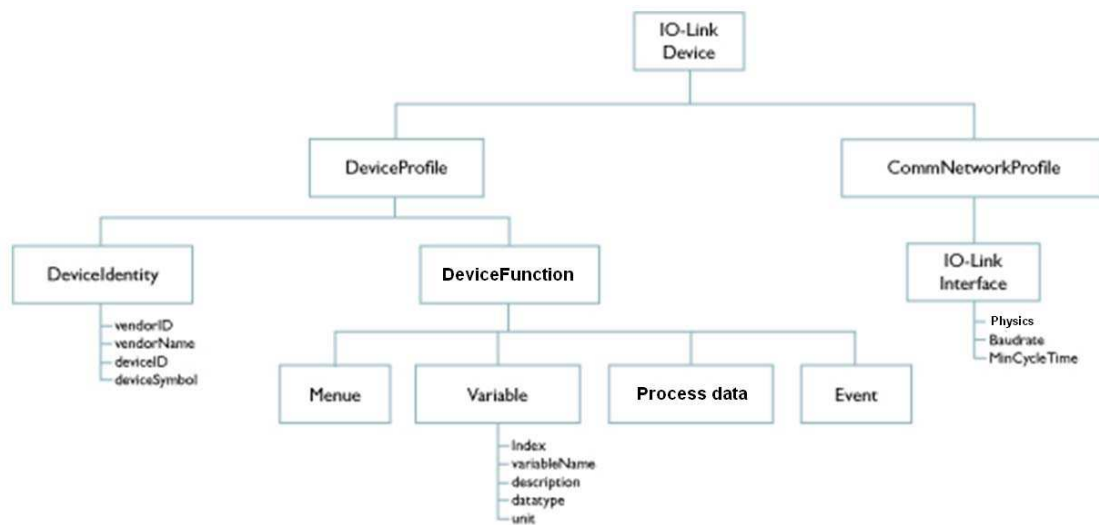 IO-Link
Device
DeviceProfile
CommNetworkProfile
DeviceIdentity
DeviceFunction
IO-Link
Interface
vendorID
vendorName
deviceID
deviceSymbol
Physics
Baudrate
MinCycleTime
Menue
Variable
Process data
Event
Index
variableName
description
datatype
unit